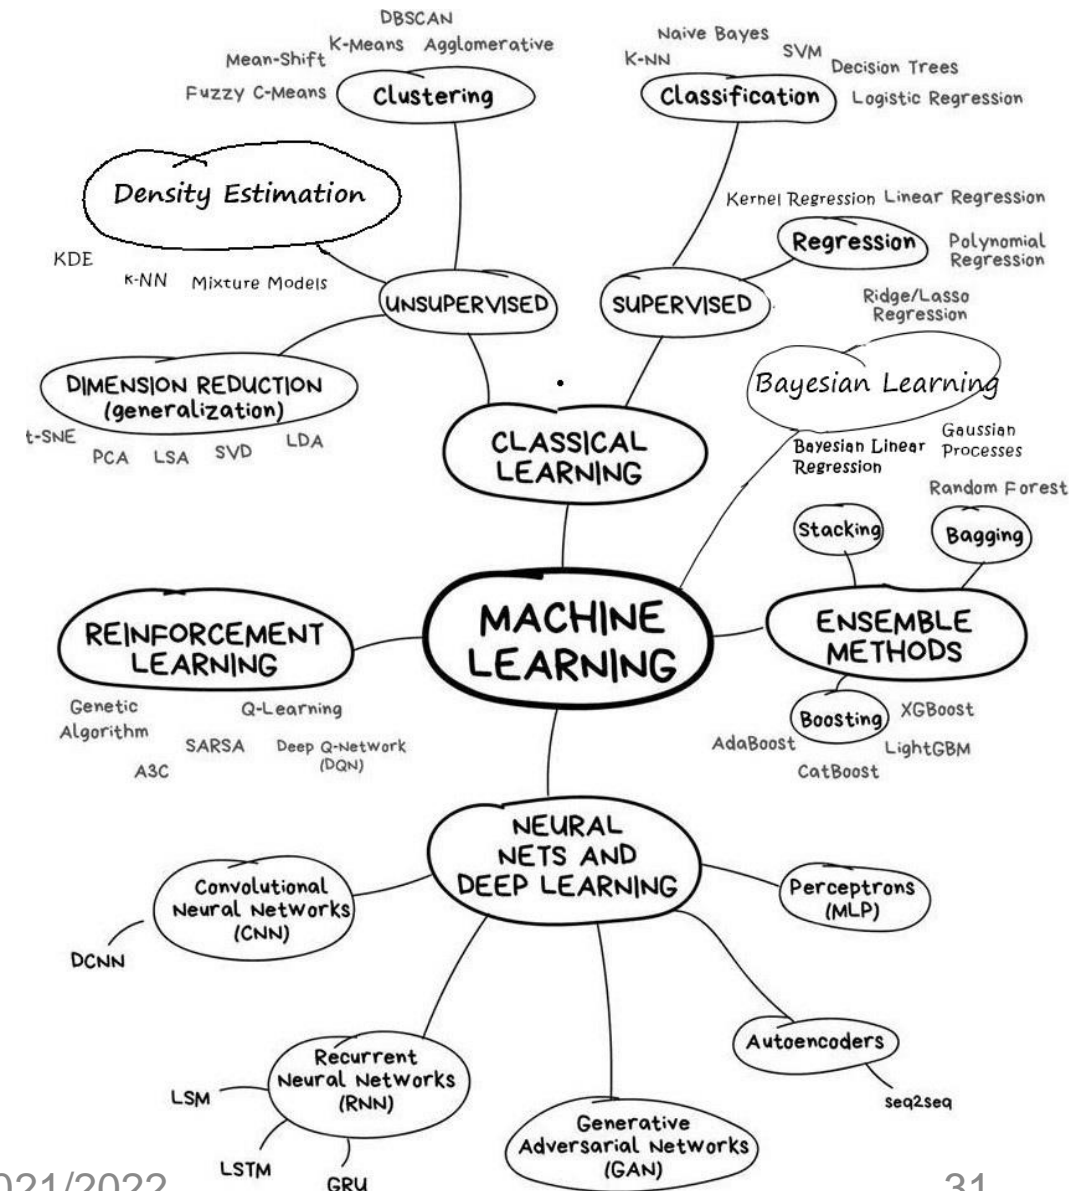 DBSCAN
K-Means Agglomerative
Mean-Shift
Fuzzy C-Means
Clustering
Naive Bayes
K-NN
SVM
Decision Trees
Classification
Logistic Regression
Density Estimation
KDE
K-NN
Mixture Models
Kernel Regression
Linear Regression
Regression
Polynomial
Regression
Ridge/Lasso
Regression
UNSUPERVISED
SUPERVISED
DIMENSION REDUCTION
(generalization)
t-SNE
PCA
LSA
SVD
LDA
Bayesian Learning
Bayesian Linear
Regression
Gaussian
Processes
CLASSICAL
LEARNING
Random Forest
Stacking
Bagging
MACHINE
LEARNING
ENSEMBLE
METHODS
REINFORCEMENT
LEARNING
Genetic
Algorithm
Q-Learning
SARSA
Deep Q-Network
(DQN)
A3C
Boosting
XGBoost
AdaBoost
LightGBM
CatBoost
NEURAL
NETS AND
DEEP LEARNING
Convolutional
Neural Networks
(CNN)
DCNN
Perceptrons
(MLP)
Autoencoders
seq2seq
Recurrent
Neural Networks
(RNN)
LSM
LSTM
GRU
Generative
Adversarial Networks
(GAN)
021/2022
31